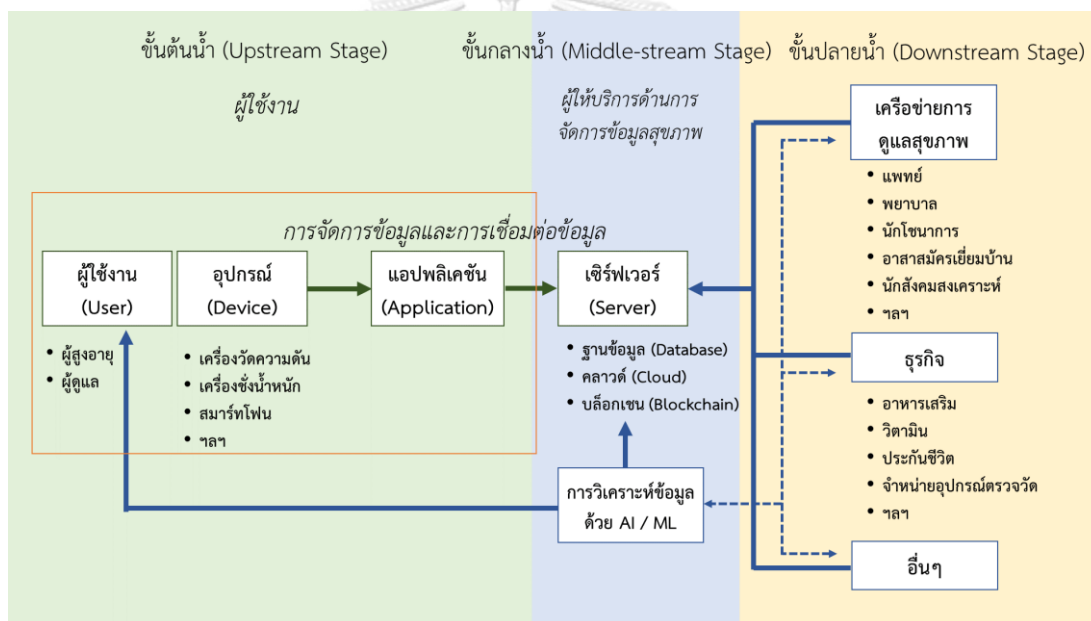 ขั้นต้นน้ำ (Upstream Stage)
ขั้นกลางน้ำ (Middle-stream Stage)
ขั้นปลายน้ำ (Downstream Stage)
ผู้ใช้งาน
ผู้ให้บริการด้านการ
จัดการข้อมูลสุขภาพ
เครือข่ายการ
ดูแลสุขภาพ
• แพทย์
• พยาบาล
• นักโชนาการ
• อาสาสมัครเยี่ยมบ้าน
• นักสังคมสงเคราะห์
• ฯลฯ
การจัดการข้อมูลและการเชื่อมต่อข้อมูล
ผู้ใช้งาน
(User)
• ผู้สูงอายุ
• ผู้ดูแล
อุปกรณ์
(Device)
• เครื่องวัดความดัน
• เครื่องชั่งน้ำหนัก
• สมาร์ทโฟน
• ฯลฯ
แอปพลิเคชัน
(Application)
เซิร์ฟเวอร์
(Server)
• ฐานข้อมูล (Database)
• คลาวด์ (Cloud)
• บล็อกเชน (Blockchain)
ธุรกิจ
• อาหารเสริม
• วิตามิน
• ประกันชีวิต
• จำหน่ายอุปกรณ์ตรวจวัด
• ฯลฯ
การวิเคราะห์ข้อมูล
ด้วย AI / ML
อื่นๆ